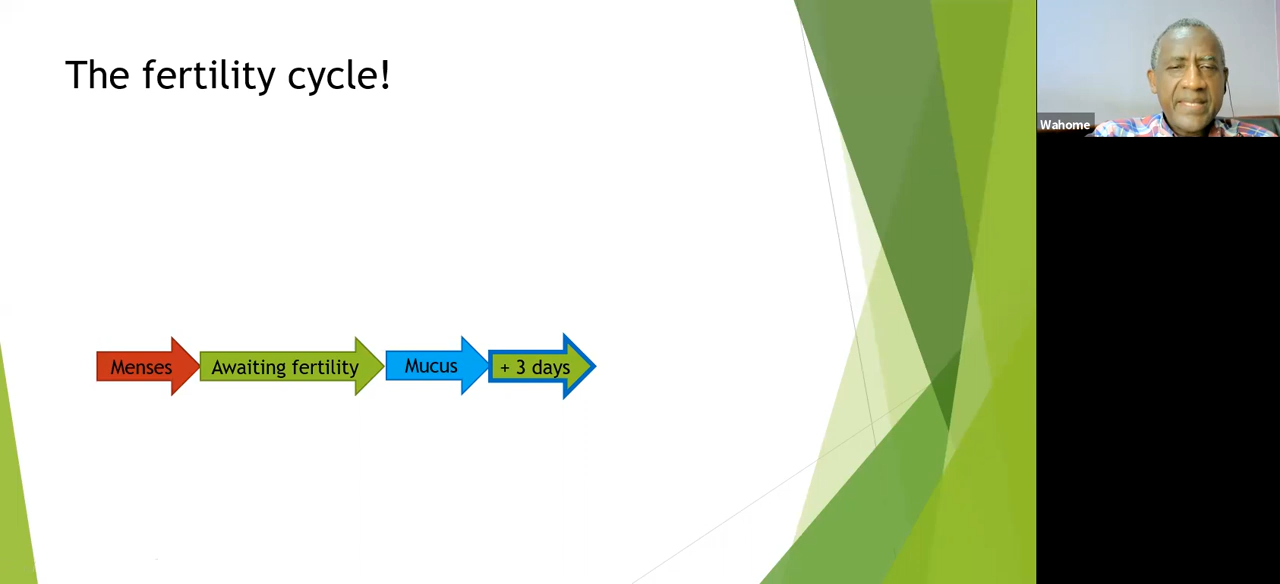 The fertility cycle!
Wahome
Menses
Awaiting fertility
Mucus
+ 3 days